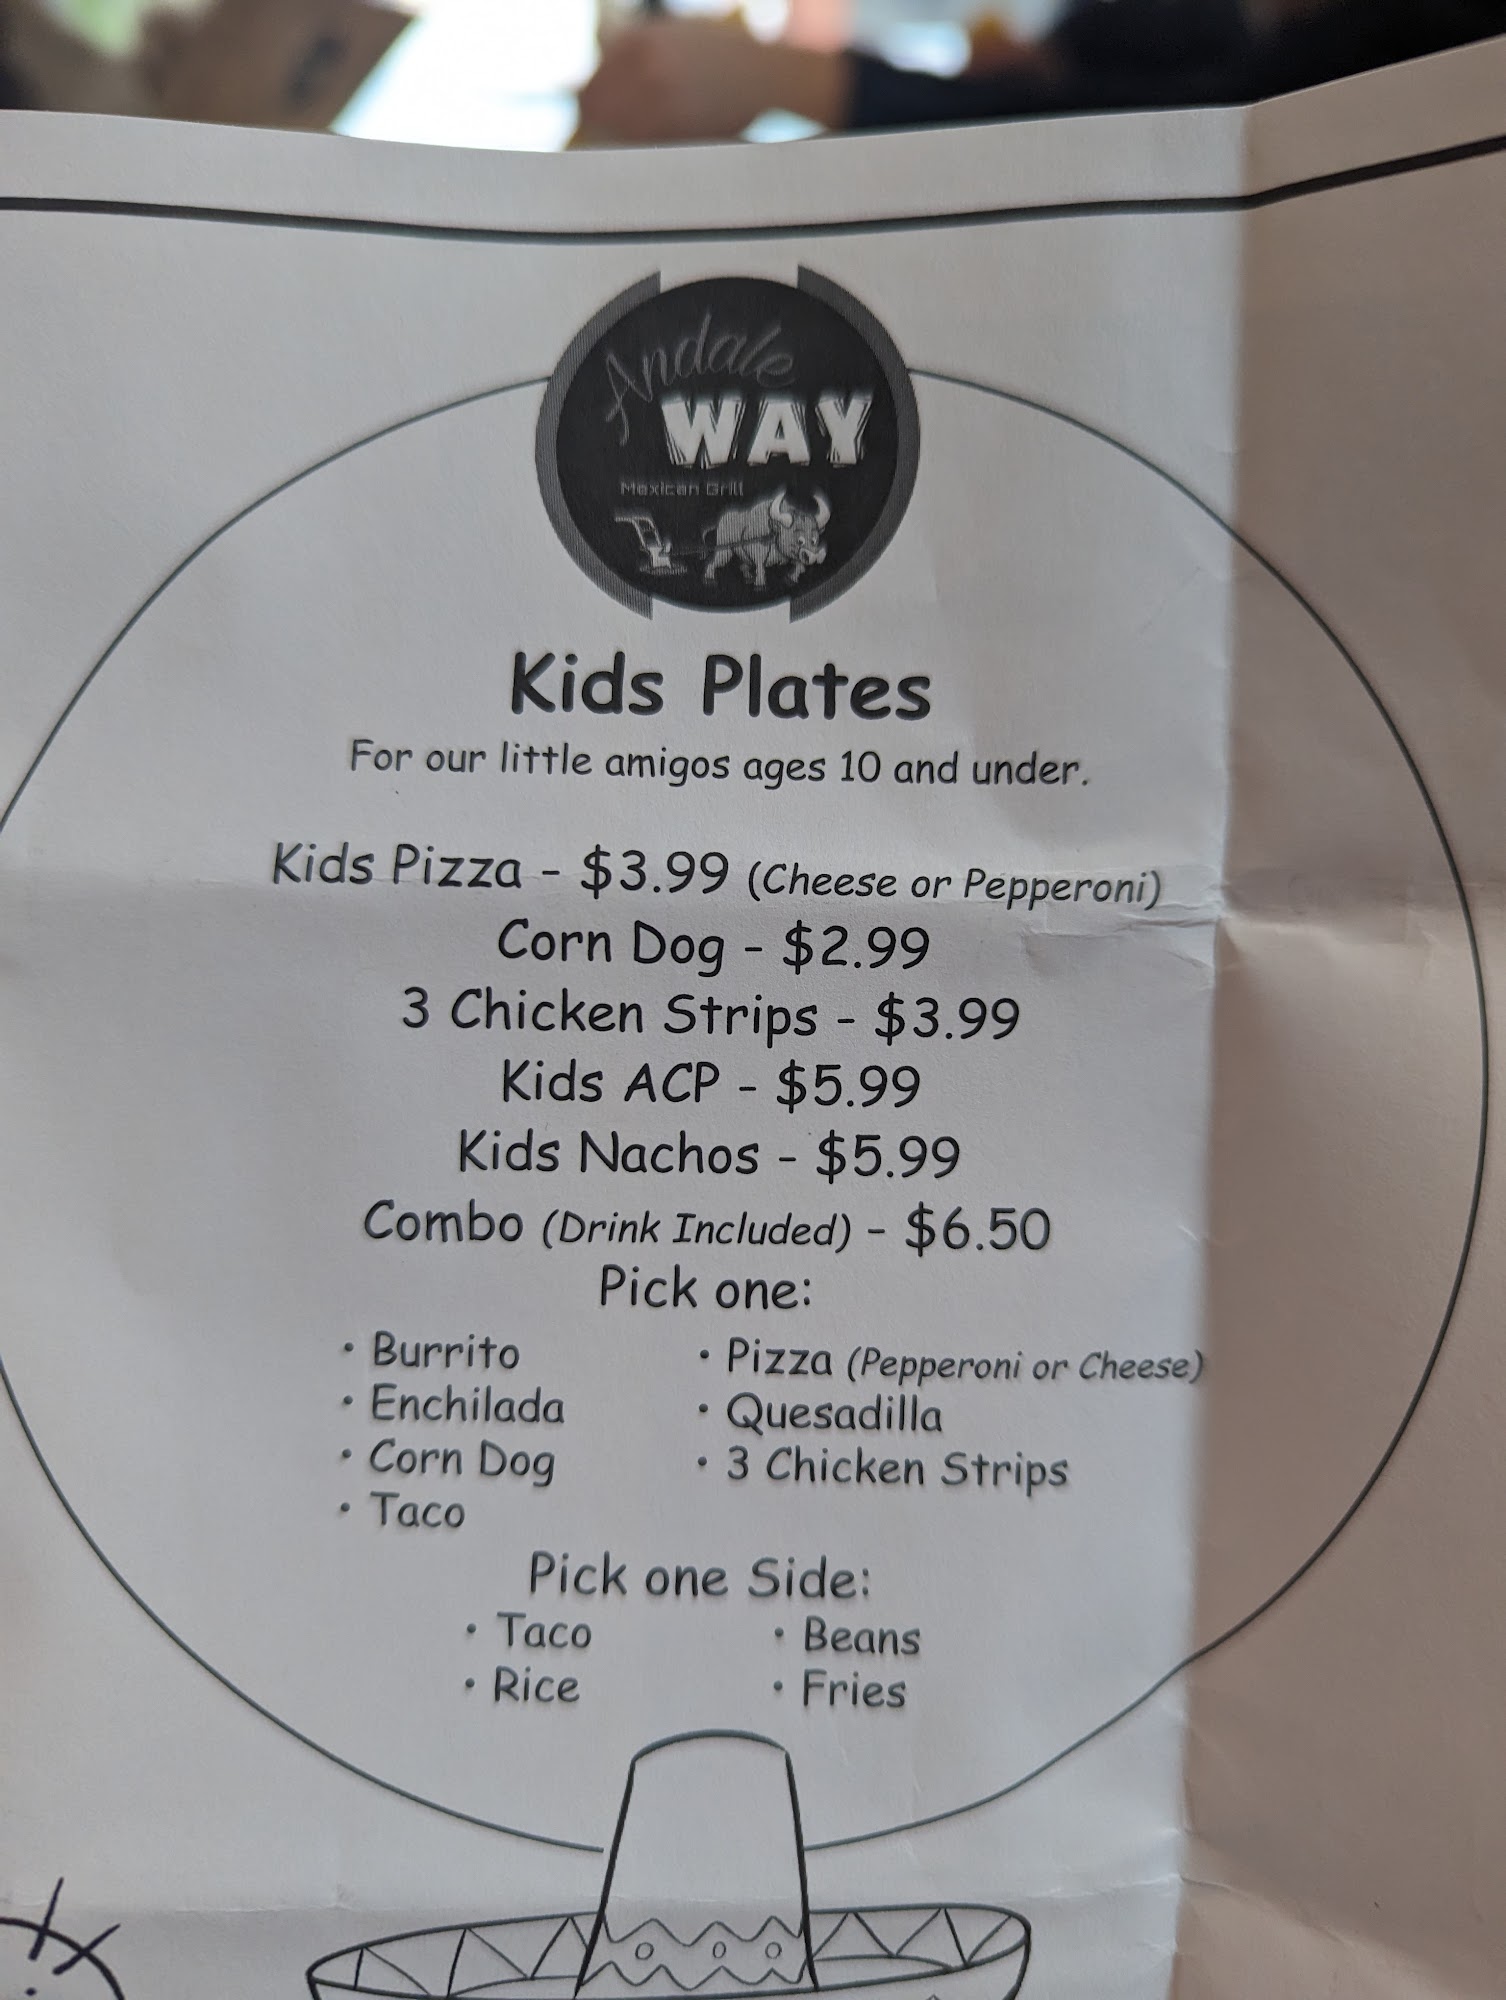 Andale
WAY
Mexican Grill
Kids Plates
For our little amigos ages 10 and under.
Kids Pizza - $3.99 (Cheese or Pepperoni)
Corn Dog - $2.99
3 Chicken Strips - $3.99
Kids ACP - $5.99
Kids Nachos - $5.99
Combo (Drink Included) - $6.50
Pick one:
• Burrito
• Enchilada
• Corn Dog
• Taco
• Pizza (Pepperoni or Cheese)
• Quesadilla
• 3 Chicken Strips
Pick one Side:
• Taco
• Rice
• Beans
• Fries